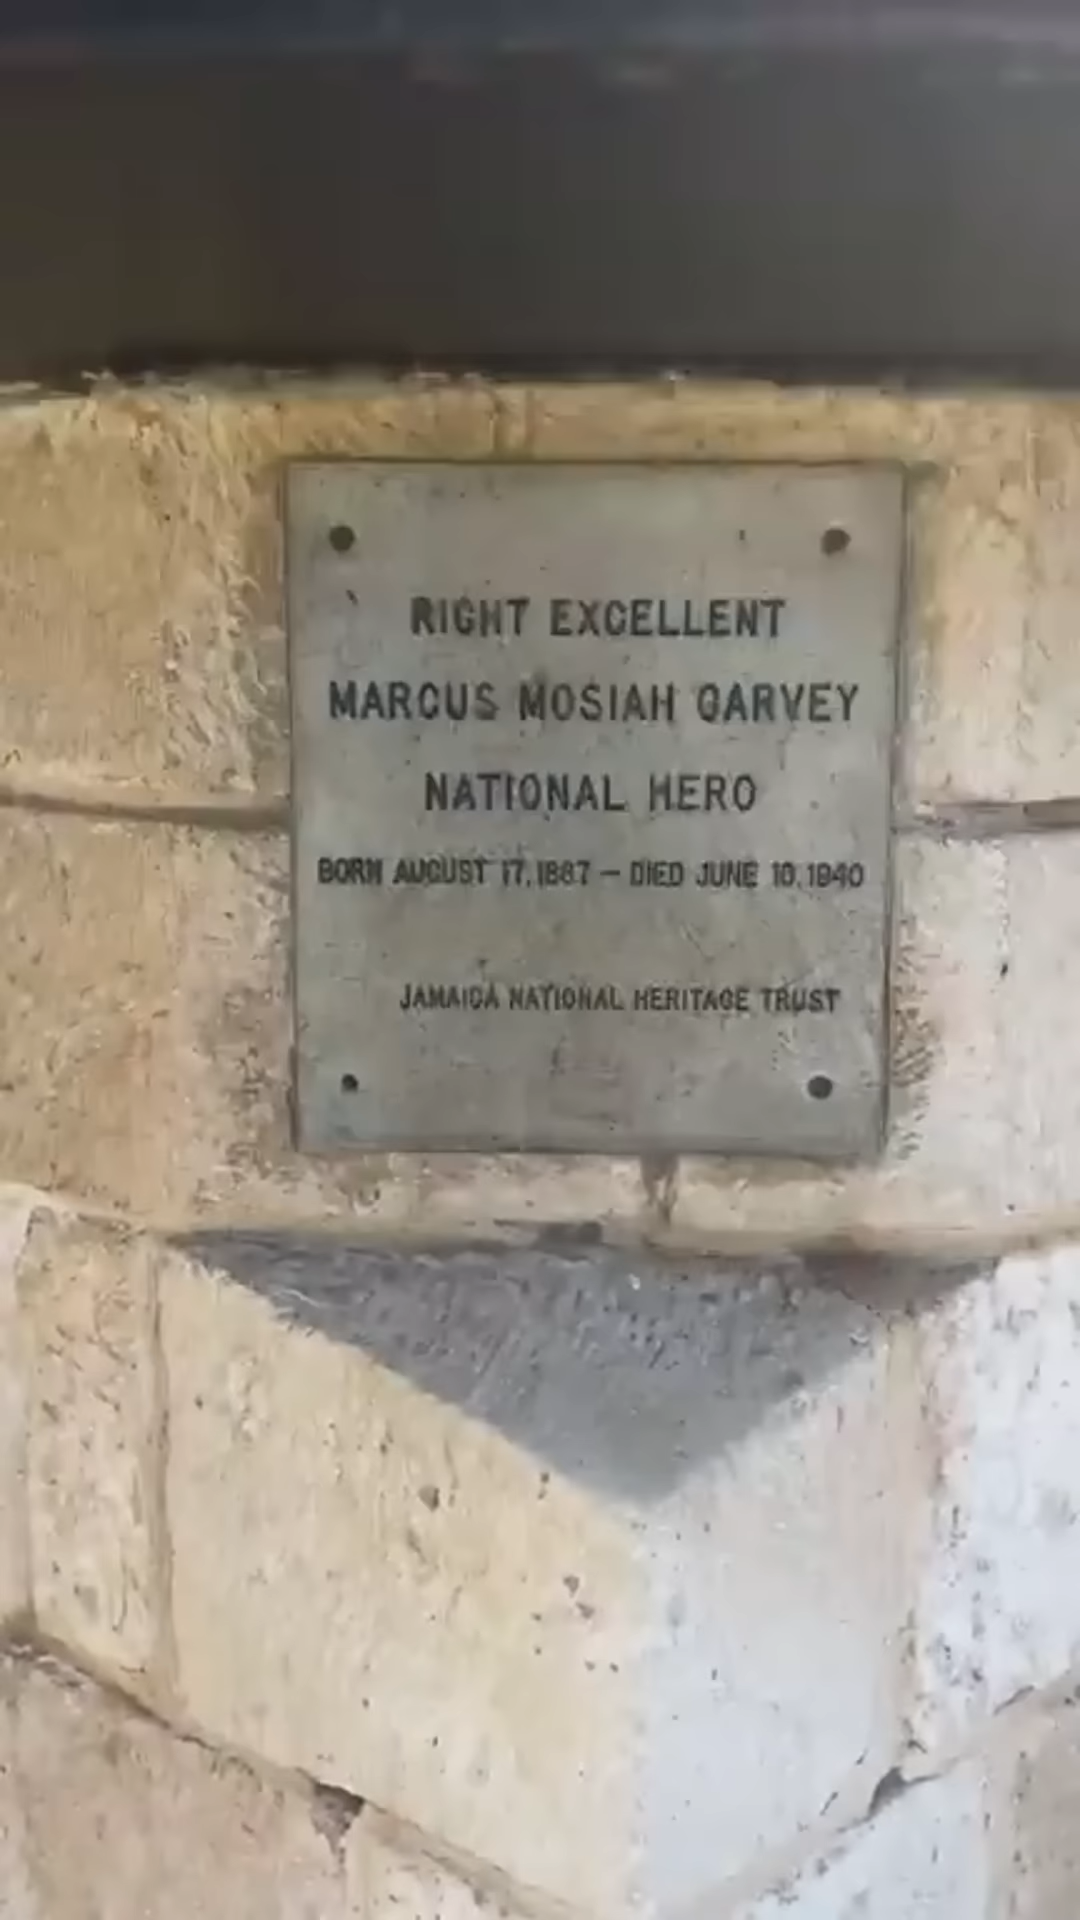 RIGHT EXCELLENT
MARCUS MOSIAH GARVEY
NATIONAL HERO
BORN AUGUST 17, 1887 – DIED JUNE 10, 1940
JAMAICA NATIONAL HERITAGE TRUST